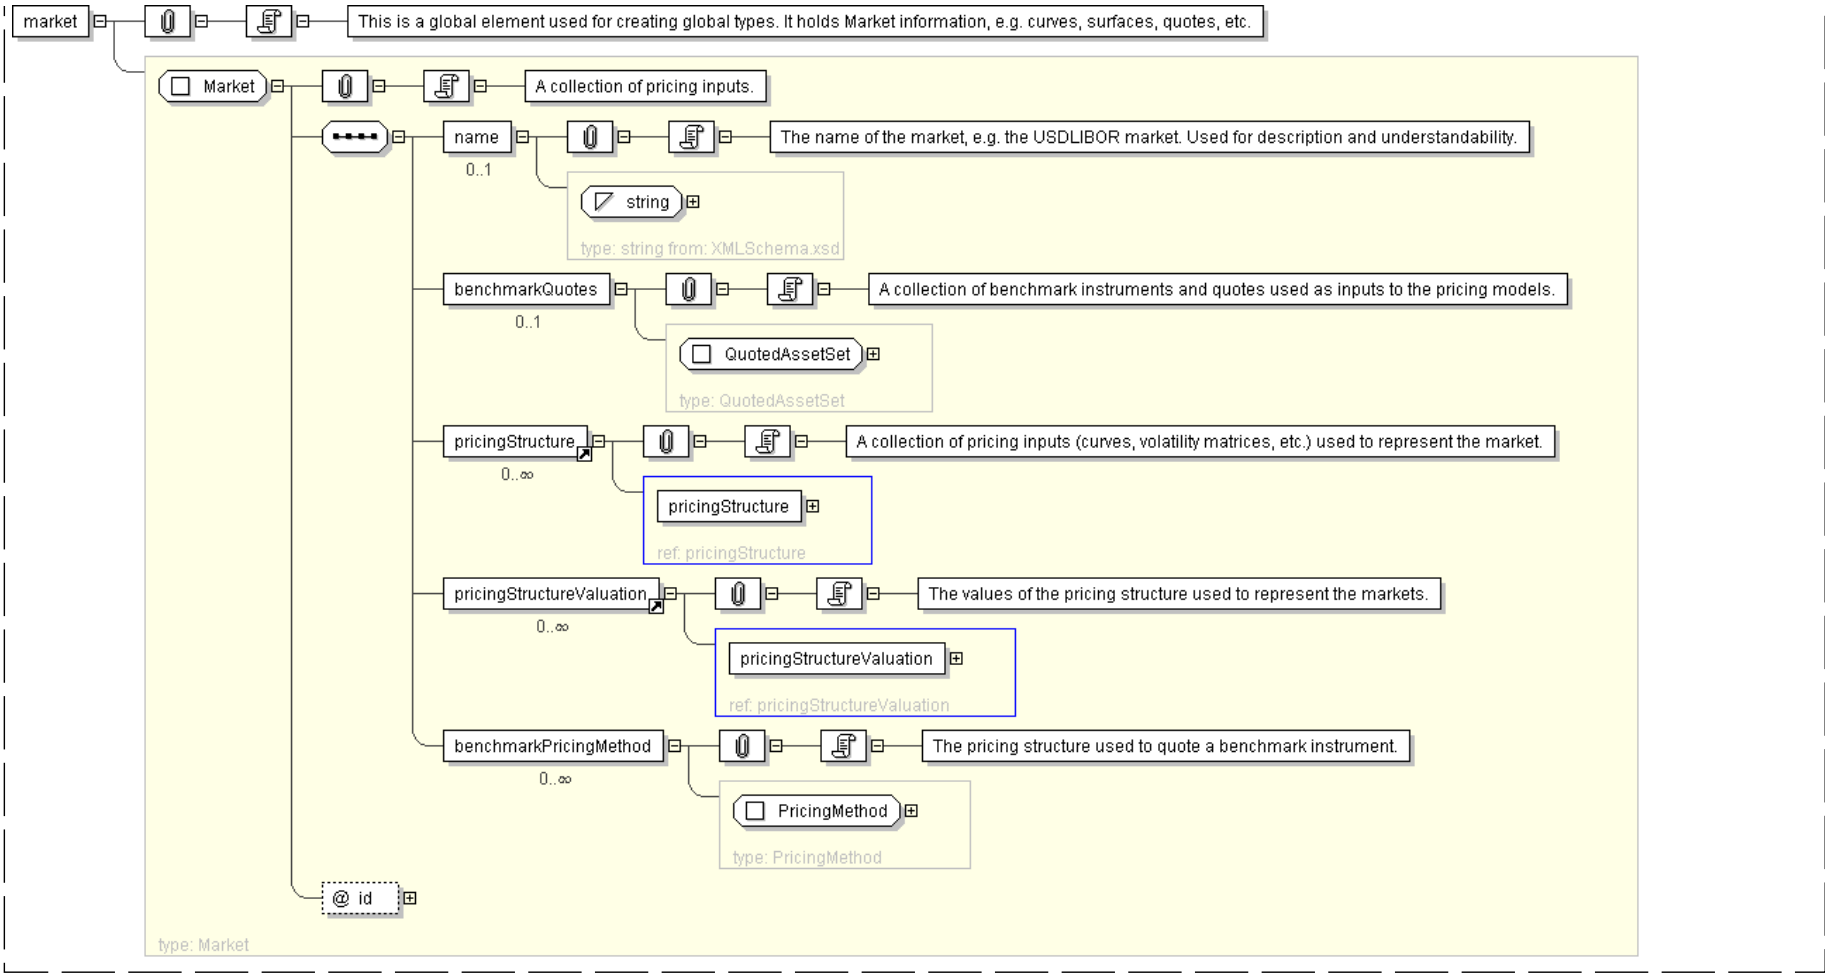 market
This is a global element used for creating global types. It holds Market information, e.g. curves, surfaces, quotes, etc.
Market
A collection of pricing inputs.
name
The name of the market, e.g. the USDLIBOR market. Used for description and understandability.
0..1
string
type: string from: XMLSchema.xsd
benchmarkQuotes
A collection of benchmark instruments and quotes used as inputs to the pricing models.
0..1
QuotedAssetSet
type: QuotedAssetSet
pricingStructure
A collection of pricing inputs (curves, volatility matrices, etc.) used to represent the market.
0..∞
pricingStructure
ref: pricingStructure
pricingStructureValuation
The values of the pricing structure used to represent the markets.
0..∞
pricingStructureValuation
ref: pricingStructureValuation
benchmarkPricingMethod
The pricing structure used to quote a benchmark instrument.
0..∞
PricingMethod
type: PricingMethod
@ id
type: Market